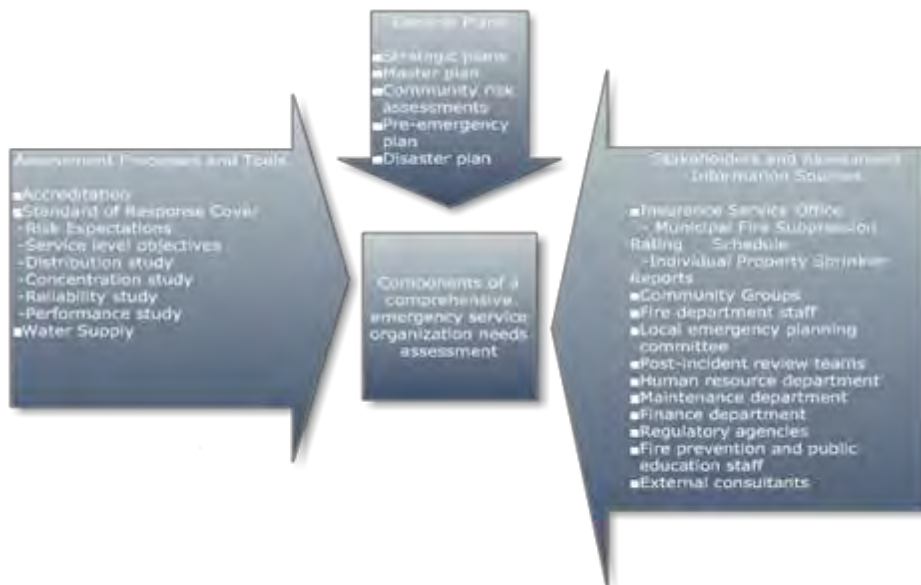 General Plans
■Strategic plans
■Master plan
■Community risk
assessments
■Pre-emergency
plan
■Disaster plan
Assessment Processes and Tools
■Accreditation
■Standard of Response Cover
-Risk Expectations
-Service level objectives
-Distribution study
-Concentration study
-Reliability study
-Performance study
■Water Supply
Components of a
comprehensive
emergency service
organization needs
assessment
Stakeholders and Assessment
Information Sources
■Insurance Service Office
- Municipal Fire Suppression
Rating Schedule
-Individual Property Sprinkler
Reports
■Community Groups
■Fire department staff
■Local emergency planning
committee
■Post-incident review teams
■Human resource department
■Maintenance department
■Finance department
■Regulatory agencies
■Fire prevention and public
education staff
■External consultants